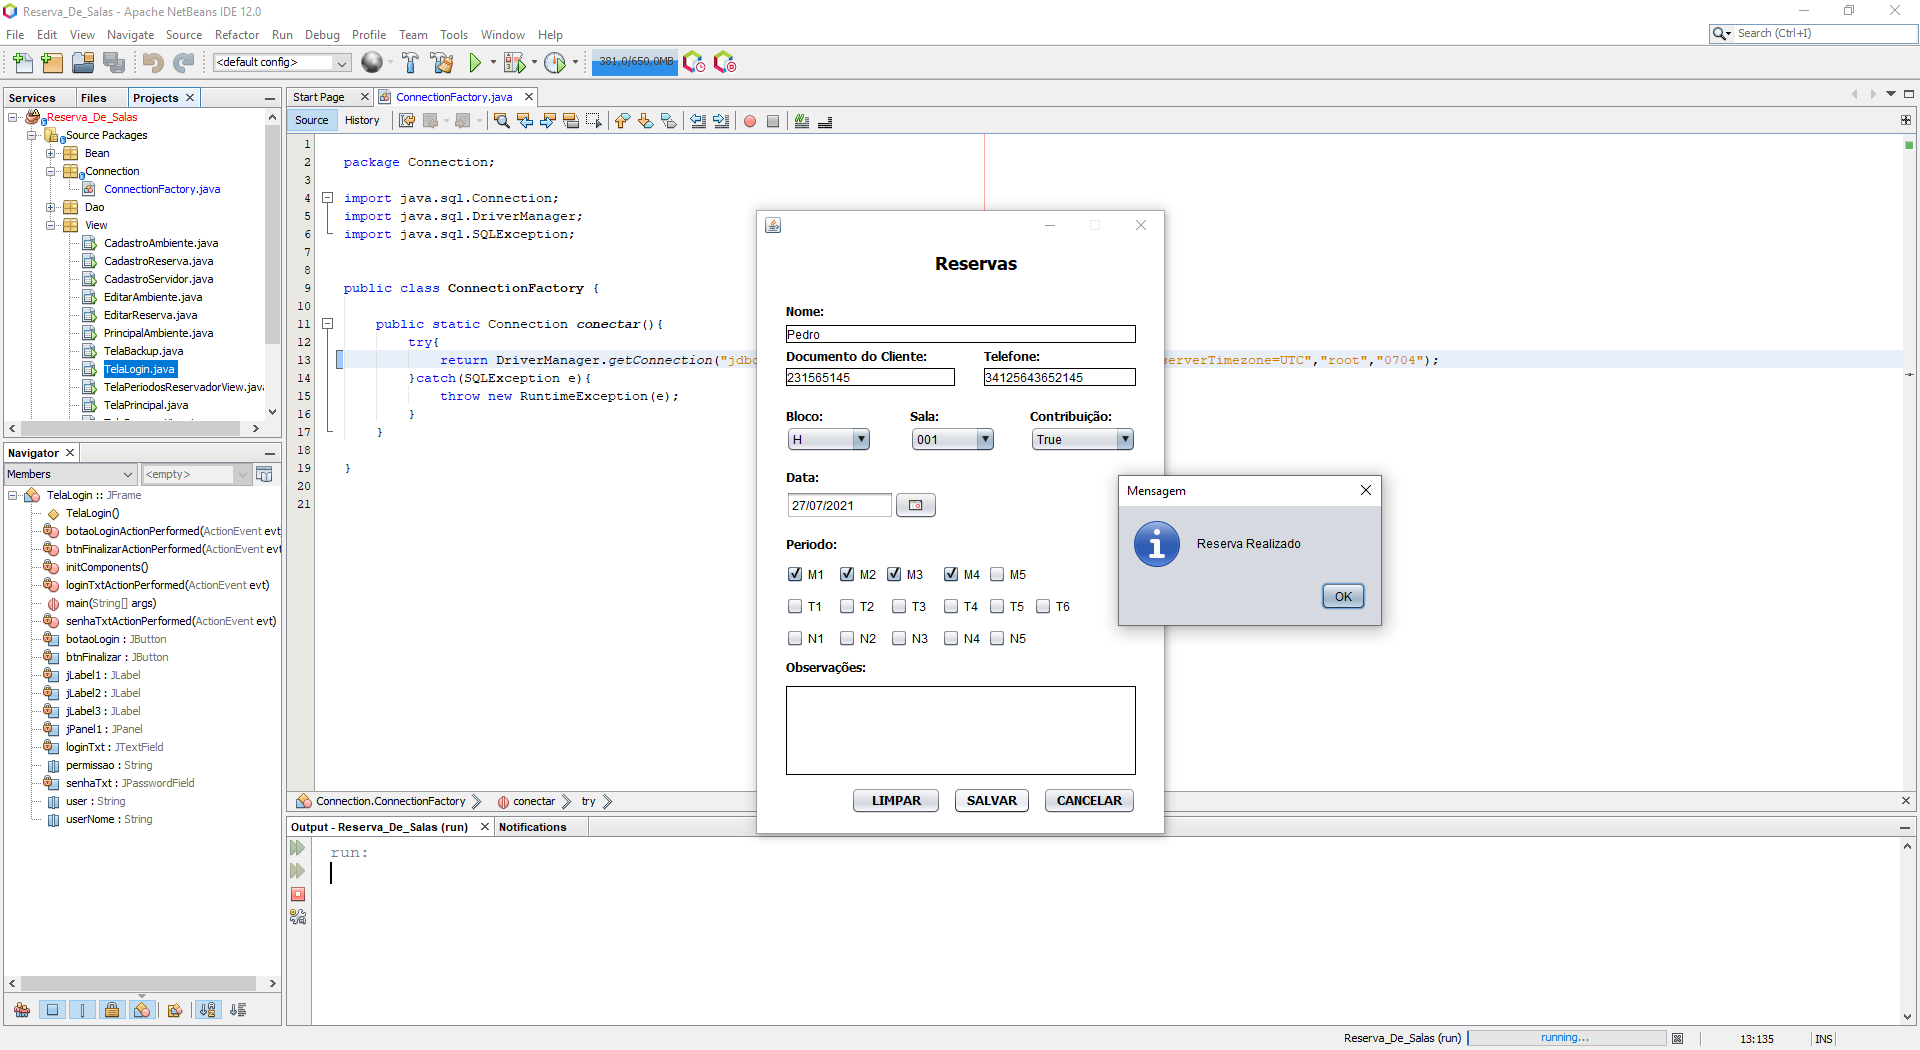 Reserva_De_Salas - Apache NetBeans IDE 12.0
File Edit View Navigate Source Refactor Run Debug Profile Team Tools Window Help
Search (Ctrl+I)
<default config>
381,0/650,0MB
Services Files Projects
Reserva_De_Salas
Source Packages
Bean
Connection
ConnectionFactory.java
Dao
View
CadastroAmbiente.java
CadastroReserva.java
CadastroServidor.java
EditarAmbiente.java
EditarReserva.java
PrincipalAmbiente.java
TelaBackup.java
TelaLogin.java
TelaPeriodosReservadorView.java
TelaPrincipal.java
Navigator
Members <empty>
TelaLogin :: JFrame
TelaLogin()
botaoLoginActionPerformed(ActionEvent evt
btnFinalizarActionPerformed(ActionEvent evt
initComponents()
loginTxtActionPerformed(ActionEvent evt)
main(String[] args)
senhaTxtActionPerformed(ActionEvent evt)
botaoLogin : JButton
btnFinalizar : JButton
jLabel1 : JLabel
jLabel2 : JLabel
jLabel3 : JLabel
jPanel1 : JPanel
loginTxt : JTextField
permissao : String
senhaTxt : JPasswordField
user : String
userNome : String
Start Page ConnectionFactory.java
Source History
1
2 package Connection;
3
4 import java.sql.Connection;
5 import java.sql.DriverManager;
6 import java.sql.SQLException;
7
8
9 public class ConnectionFactory {
10
11 public static Connection conectar(){
12 try{
13 return DriverManager.getConnection("jdbc serverTimezone=UTC","root","0704");
14 }catch(SQLException e){
15 throw new RuntimeException(e);
16 }
17 }
18
19 }
20
21
Connection.ConnectionFactory conectar try
Output - Reserva_De_Salas (run) Notifications
run:
Reservas
Nome:
Pedro
Documento do Cliente: Telefone:
231565145 34125643652145
Bloco: Sala: Contribuição:
H 001 True
Data:
27/07/2021
Periodo:
M1 M2 M3 M4 M5
T1 T2 T3 T4 T5 T6
N1 N2 N3 N4 N5
Observações:
LIMPAR SALVAR CANCELAR
Mensagem
Reserva Realizado
OK
Reserva_De_Salas (run) running... 13:135 INS